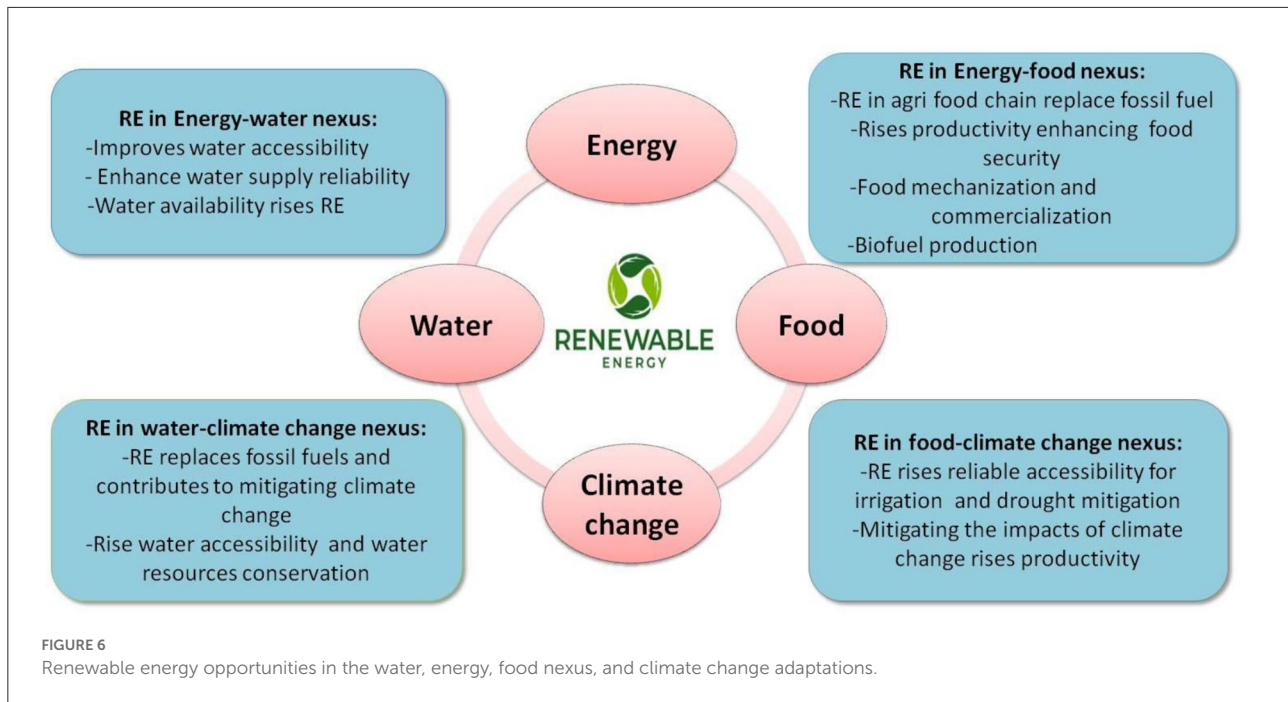 RE in Energy-water nexus:
-Improves water accessibility
- Enhance water supply reliability
-Water availability rises RE
Energy
RE in Energy-food nexus:
-RE in agri food chain replace fossil fuel
-Rises productivity enhancing food
security
-Food mechanization and
commercialization
-Biofuel production
Water
RENEWABLE
ENERGY
Food
RE in water-climate change nexus:
-RE replaces fossil fuels and
contributes to mitigating climate
change
-Rise water accessibility and water
resources conservation
Climate
change
RE in food-climate change nexus:
-RE rises reliable accessibility for
irrigation and drought mitigation
-Mitigating the impacts of climate
change rises productivity
FIGURE 6
Renewable energy opportunities in the water, energy, food nexus, and climate change adaptations.